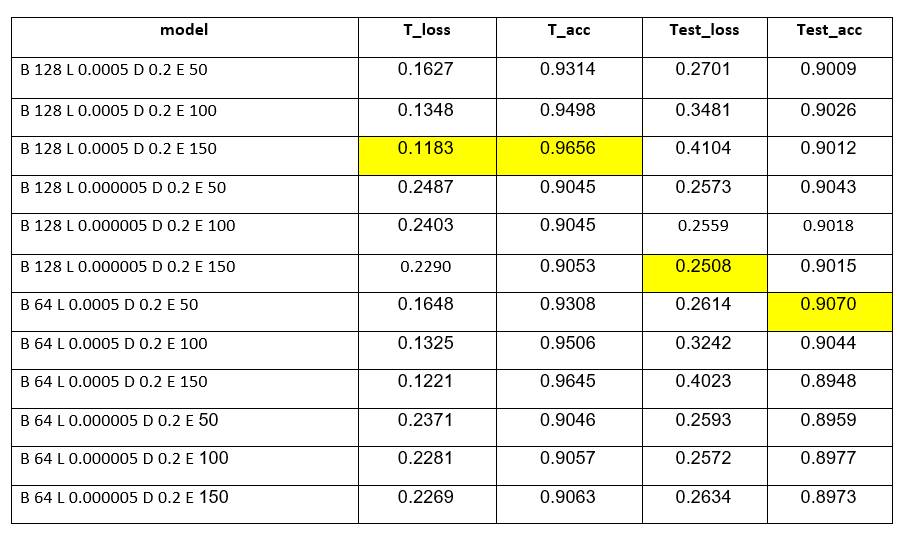 model T_loss T_acc Test_loss Test_acc
B 128 L 0.0005 D 0.2 E 50 0.1627 0.9314 0.2701 0.9009
B 128 L 0.0005 D 0.2 E 100 0.1348 0.9498 0.3481 0.9026
B 128 L 0.0005 D 0.2 E 150 0.1183 0.9656 0.4104 0.9012
B 128 L 0.000005 D 0.2 E 50 0.2487 0.9045 0.2573 0.9043
B 128 L 0.000005 D 0.2 E 100 0.2403 0.9045 0.2559 0.9018
B 128 L 0.000005 D 0.2 E 150 0.2290 0.9053 0.2508 0.9015
B 64 L 0.0005 D 0.2 E 50 0.1648 0.9308 0.2614 0.9070
B 64 L 0.0005 D 0.2 E 100 0.1325 0.9506 0.3242 0.9044
B 64 L 0.0005 D 0.2 E 150 0.1221 0.9645 0.4023 0.8948
B 64 L 0.000005 D 0.2 E 50 0.2371 0.9046 0.2593 0.8959
B 64 L 0.000005 D 0.2 E 100 0.2281 0.9057 0.2572 0.8977
B 64 L 0.000005 D 0.2 E 150 0.2269 0.9063 0.2634 0.8973